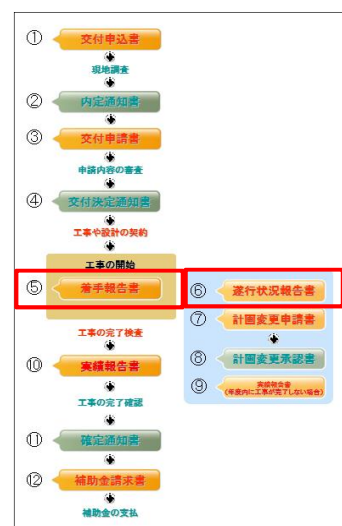 ① 交付申込書
現地調査
② 内定通知書
③ 交付申請書
申請内容の審査
④ 交付決定通知書
工事や設計の契約
工事の開始
⑤ 着手報告書
⑥ 遂行状況報告書
⑦ 計画変更申請書
⑧ 計画変更承認書
⑨ 実績報告書
(年度内に工事が完了しない場合)
工事の完了検査
⑩ 実績報告書
工事の完了確認
⑪ 確定通知書
⑫ 補助金請求書
補助金の支払